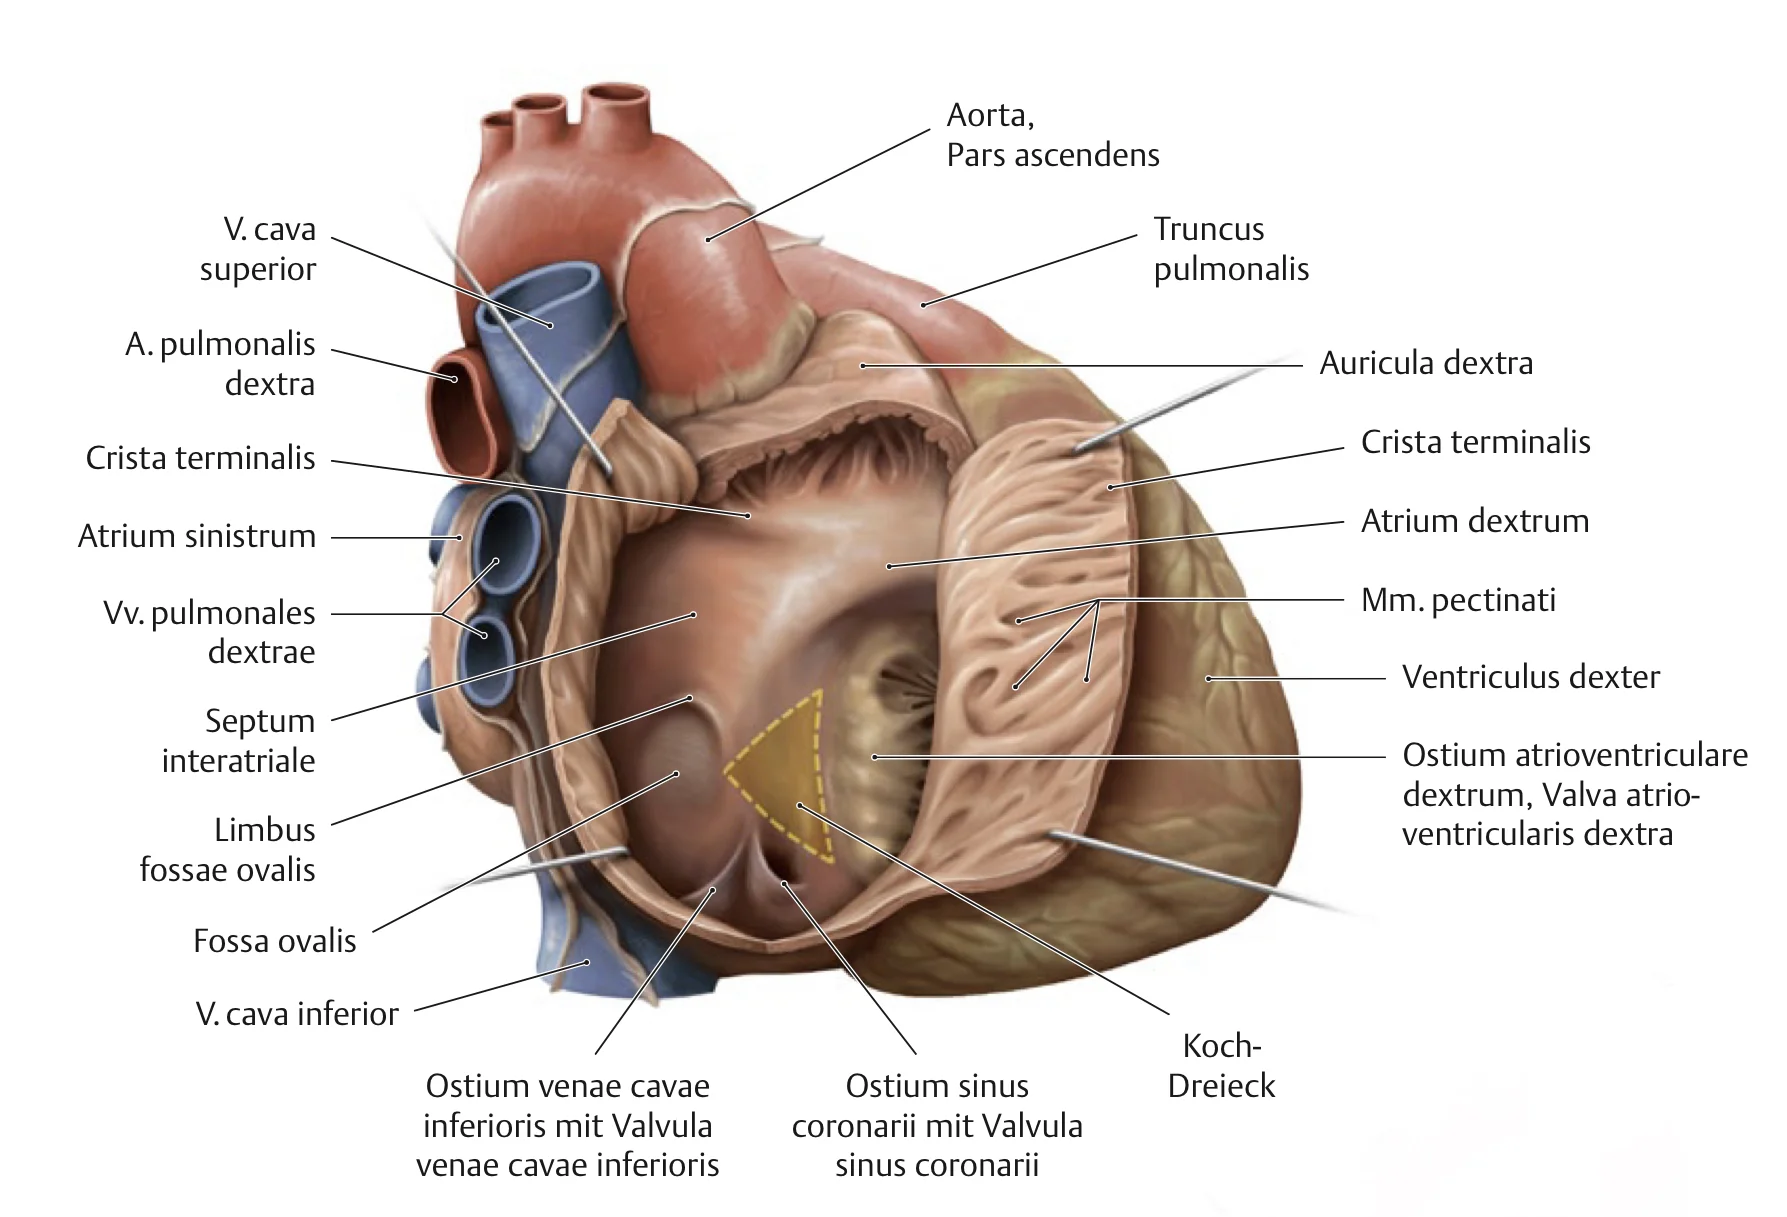 Aorta,
Pars ascendens
V. cava
superior
Truncus
pulmonalis
A. pulmonalis
dextra
Auricula dextra
Crista terminalis
Crista terminalis
Atrium sinistrum
Atrium dextrum
Vv. pulmonales
dextrae
Mm. pectinati
Septum
interatriale
Ventriculus dexter
Ostium atrioventriculare
dextrum, Valva atrio-
ventricularis dextra
Limbus
fossae ovalis
Fossa ovalis
V. cava inferior
Ostium venae cavae
inferioris mit Valvula
venae cavae inferioris
Ostium sinus
coronarii mit Valvula
sinus coronarii
Koch-
Dreieck